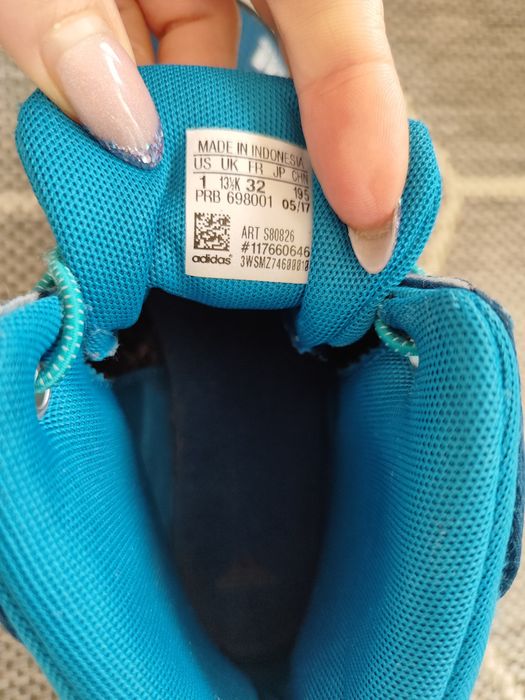 MADE IN INDONESIA
US UK FR JP CHN
1 13½K 32 195
PRB 698001 05/17
ART S80826
#117660646
adidas® 3WSMZ74600010